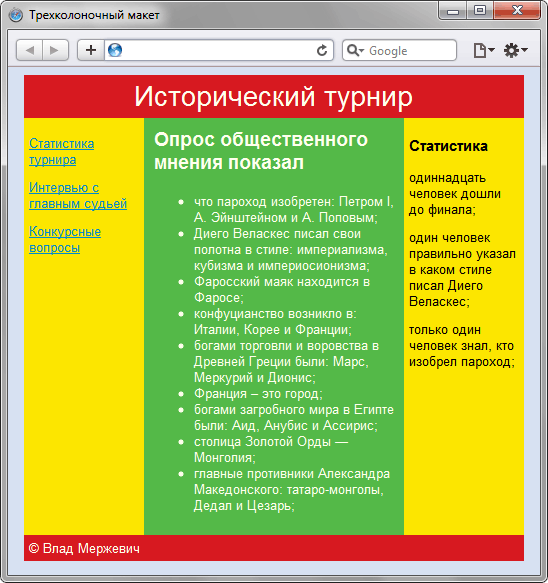 Трехколоночный макет
Google
Исторический турнир
Статистика
турнира
Интервью с
главным судьей
Конкурсные
вопросы
Опрос общественного
мнения показал
что пароход изобретен: Петром I,
А. Эйнштейном и А. Поповым;
Диего Веласкес писал свои
полотна в стиле: империализма,
кубизма и империосионизма;
Фаросский маяк находится в
Фаросе;
конфуцианство возникло в:
Италии, Корее и Франции;
богами торговли и воровства в
Древней Греции были: Марс,
Меркурий и Дионис;
Франция – это город;
богами загробного мира в Египте
были: Аид, Анубис и Ассирис;
столица Золотой Орды —
Монголия;
главные противники Александра
Македонского: татаро-монголы,
Дедал и Цезарь;
Статистика
одиннадцать
человек дошли
до финала;
один человек
правильно указал
в каком стиле
писал Диего
Веласкес;
только один
человек знал, кто
изобрел пароход;
© Влад Мержевич